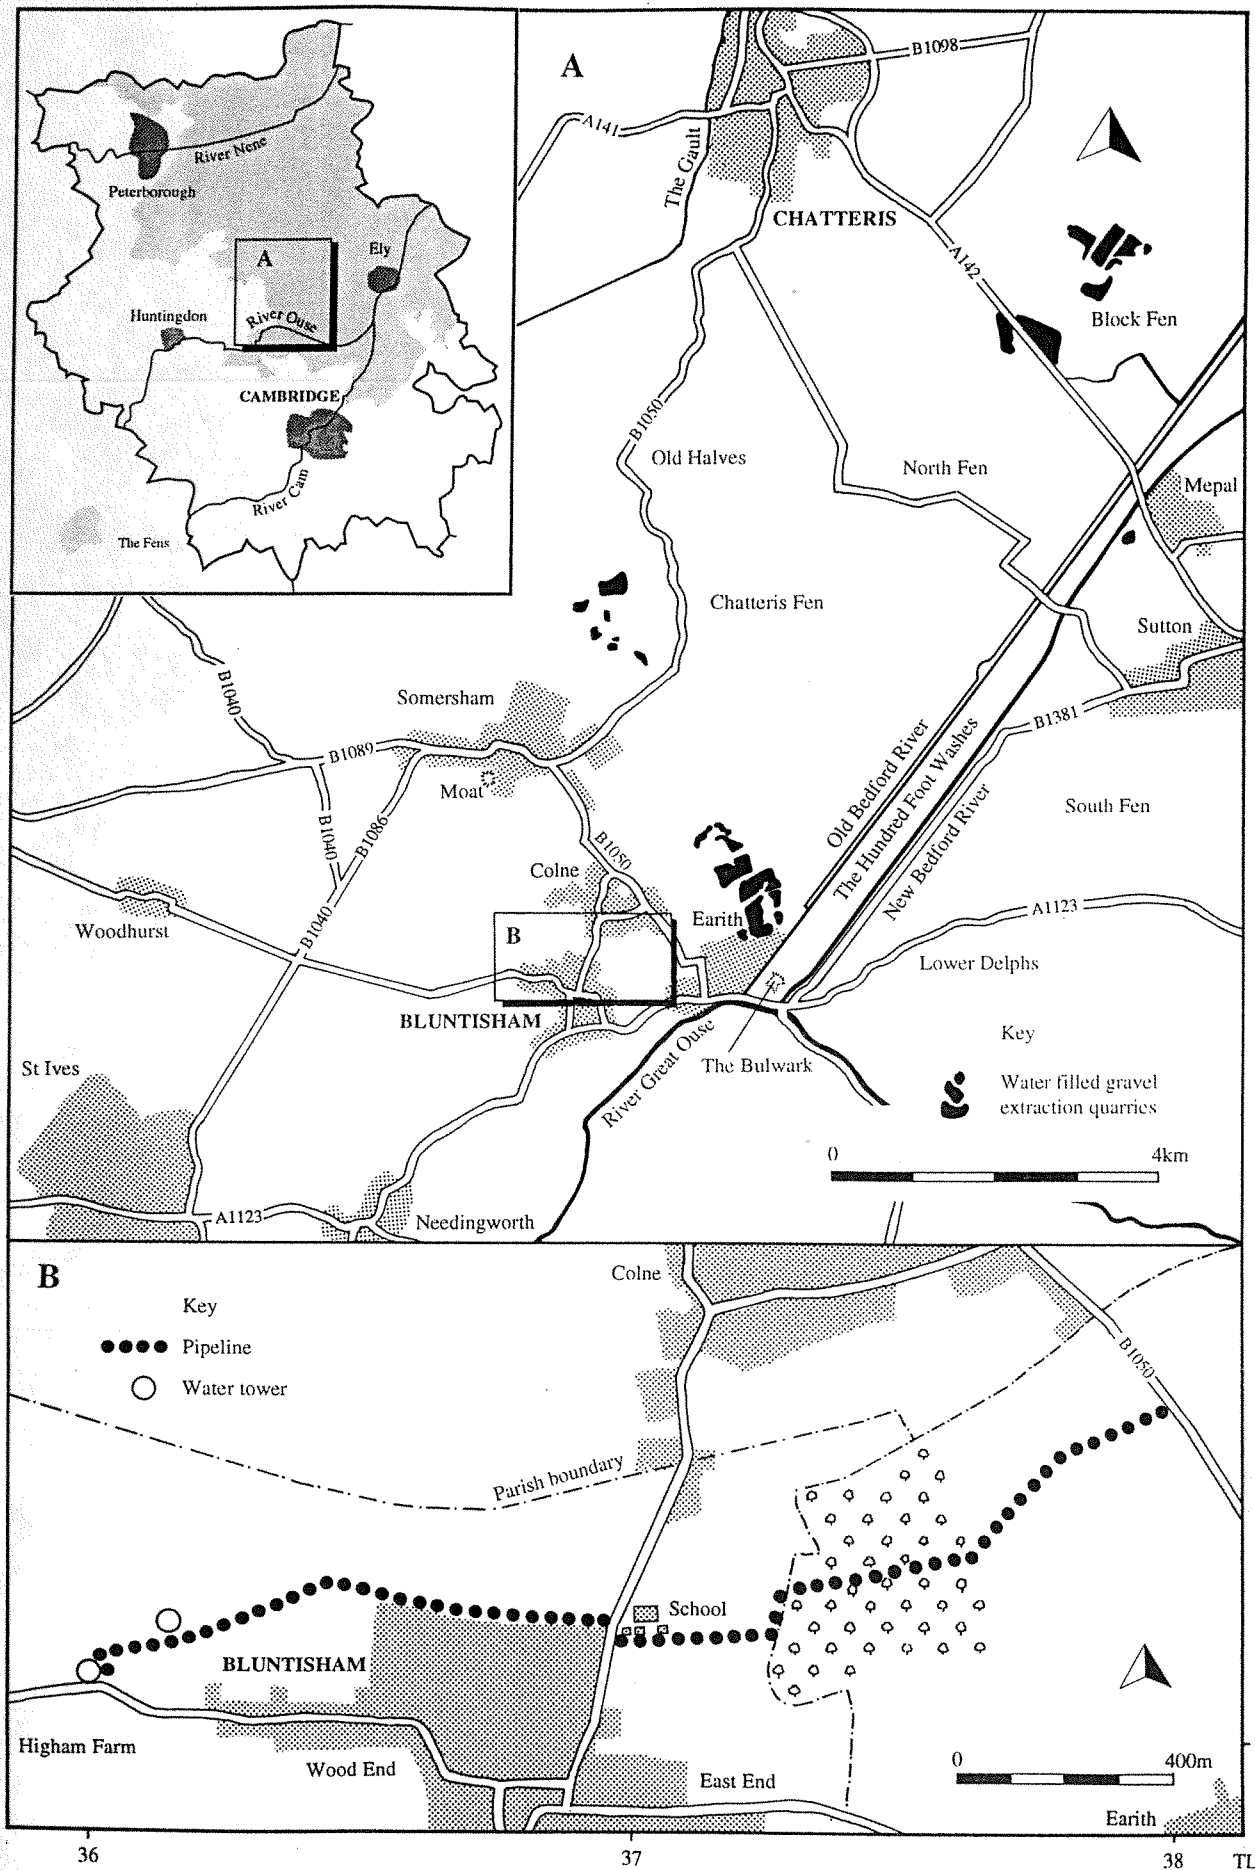 River Nene
Peterborough
A
Ely
Huntingdon
River Ouse
CAMBRIDGE
River Cam
The Fens
A
B1098
A141
The Gault
CHATTERIS
A142
Block Fen
B1050
Old Halves
North Fen
Mepal
Chatteris Fen
Sutton
B1040
Somersham
B1381
B1089
Old Bedford River
The Hundred Foot Washes
New Bedford River
Moat
South Fen
B1040
B1086
B1050
Colne
A1123
Woodhurst
B1040
Earith
B
Lower Delphs
BLUNTISHAM
Key
St Ives
River Great Ouse
The Bulwark
Water filled gravel
extraction quarries
0
4km
A1123
Needingworth
B
Colne
Key
Pipeline
B1050
Water tower
Parish boundary
School
BLUNTISHAM
Higham Farm
Wood End
East End
0
400m
Earith
36
37
38
TL